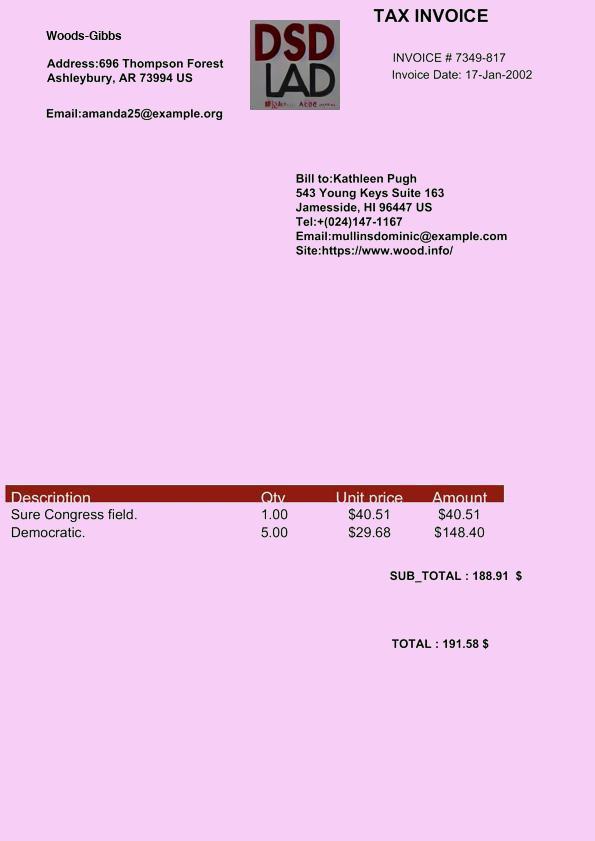 TAX INVOICE
Woods-Gibbs
DSD
LAD
INVOICE # 7349-817
Invoice Date: 17-Jan-2002
Address:696 Thompson Forest
Ashleybury, AR 73994 US
Email:amanda25@example.org
Bill to:Kathleen Pugh
543 Young Keys Suite 163
Jamesside, HI 96447 US
Tel:+(024)147-1167
Email:mullinsdominic@example.com
Site:https://www.wood.info/
Description Qty Unit price Amount
Sure Congress field. 1.00 $40.51 $40.51
Democratic. 5.00 $29.68 $148.40
SUB_TOTAL : 188.91 $
TOTAL : 191.58 $